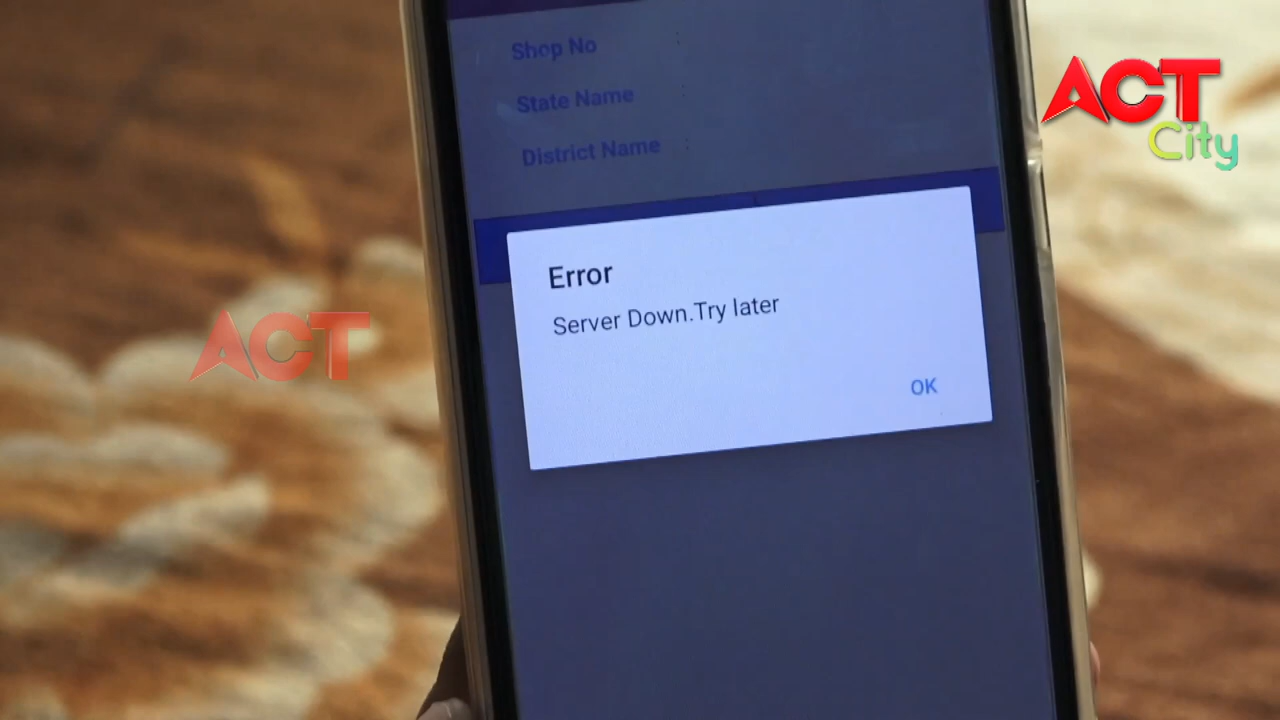 Shop No :
State Name :
District Name :
Error
Server Down.Try later
OK
ACT
City
ACT